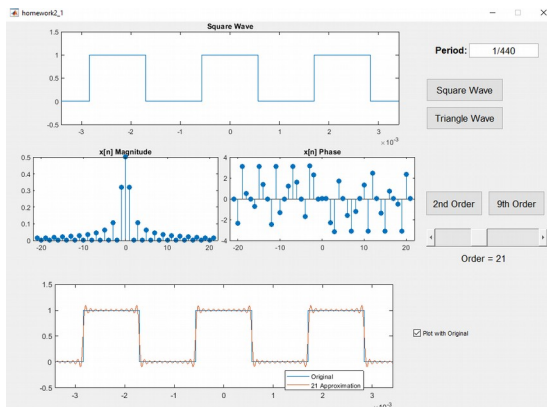 homework2_1
Square Wave
1.5
1
0.5
0
-0.5
-3 -2 -1 0 1 2 3
×10⁻³
Period: 1/440
Square Wave
Triangle Wave
x[n] Magnitude
0.5
0.4
0.3
0.2
0.1
0
-20 -10 0 10 20
x[n] Phase
4
2
0
-2
-4
-20 -10 0 10 20
2nd Order 9th Order
Order = 21
1.5
1
0.5
0
-0.5
-3 -2 -1 0 1 2 3
Original
21 Approximation
Plot with Original